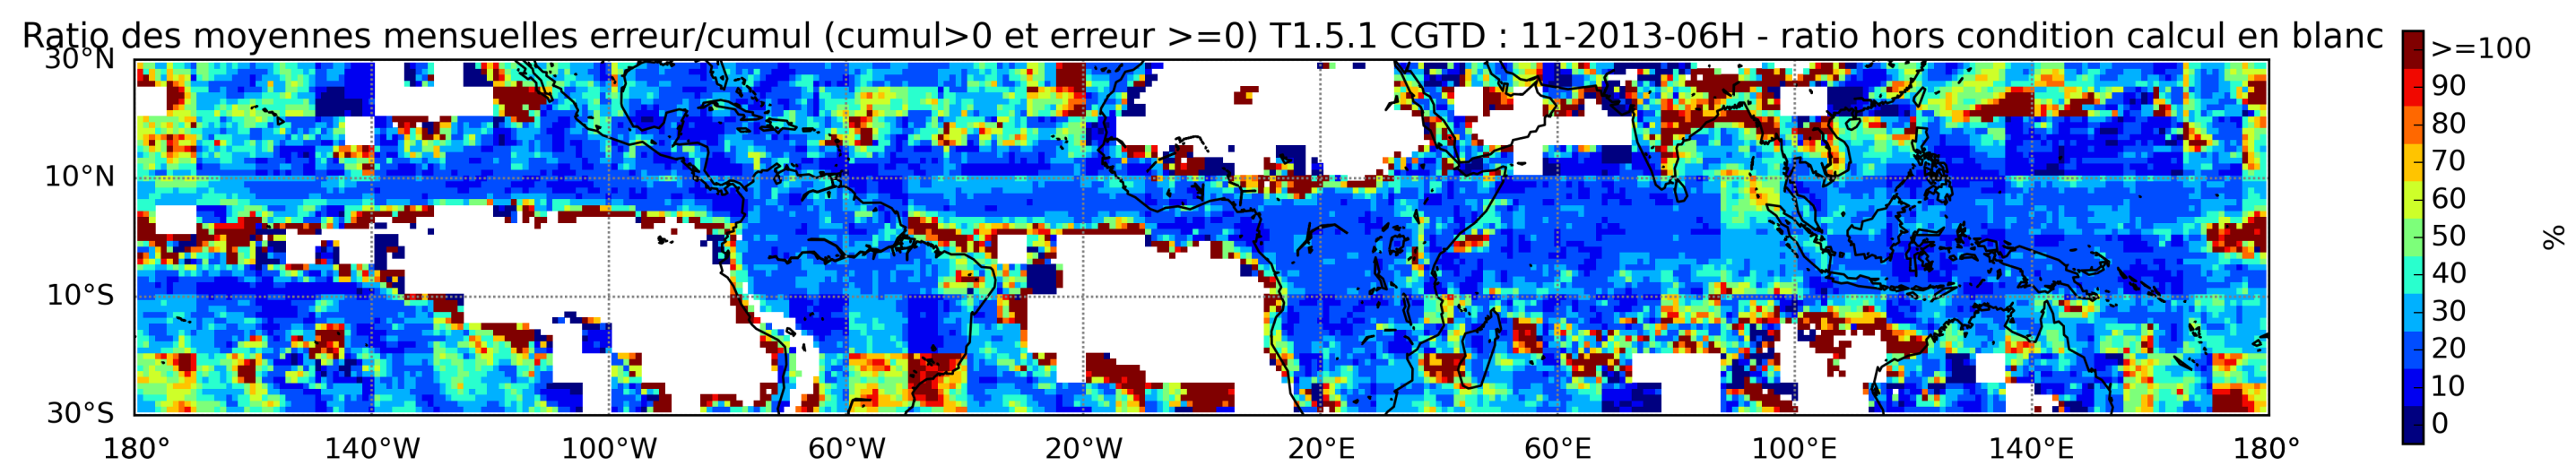 Ratio des moyennes mensuelles erreur/cumul (cumul>0 et erreur >=0) T1.5.1 CGTD : 11-2013-06H - ratio hors condition calcul en blanc
30°N
10°N
10°S
30°S
180° 140°W 100°W 60°W 20°W 20°E 60°E 100°E 140°E 180°
>=100
90
80
70
60
50
40
30
20
10
0
%